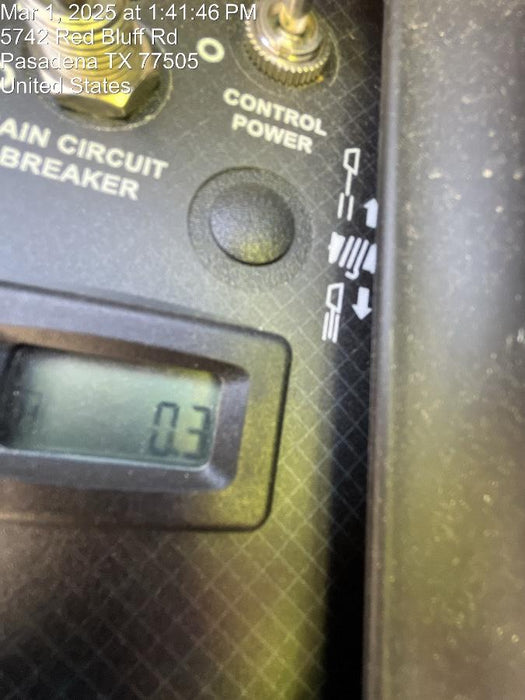 Mar 1, 2025 at 1:41:46 PM
5742 Red Bluff Rd
Pasadena TX 77505
United States
CONTROL
POWER
AIN CIRCUIT
BREAKER
0.3